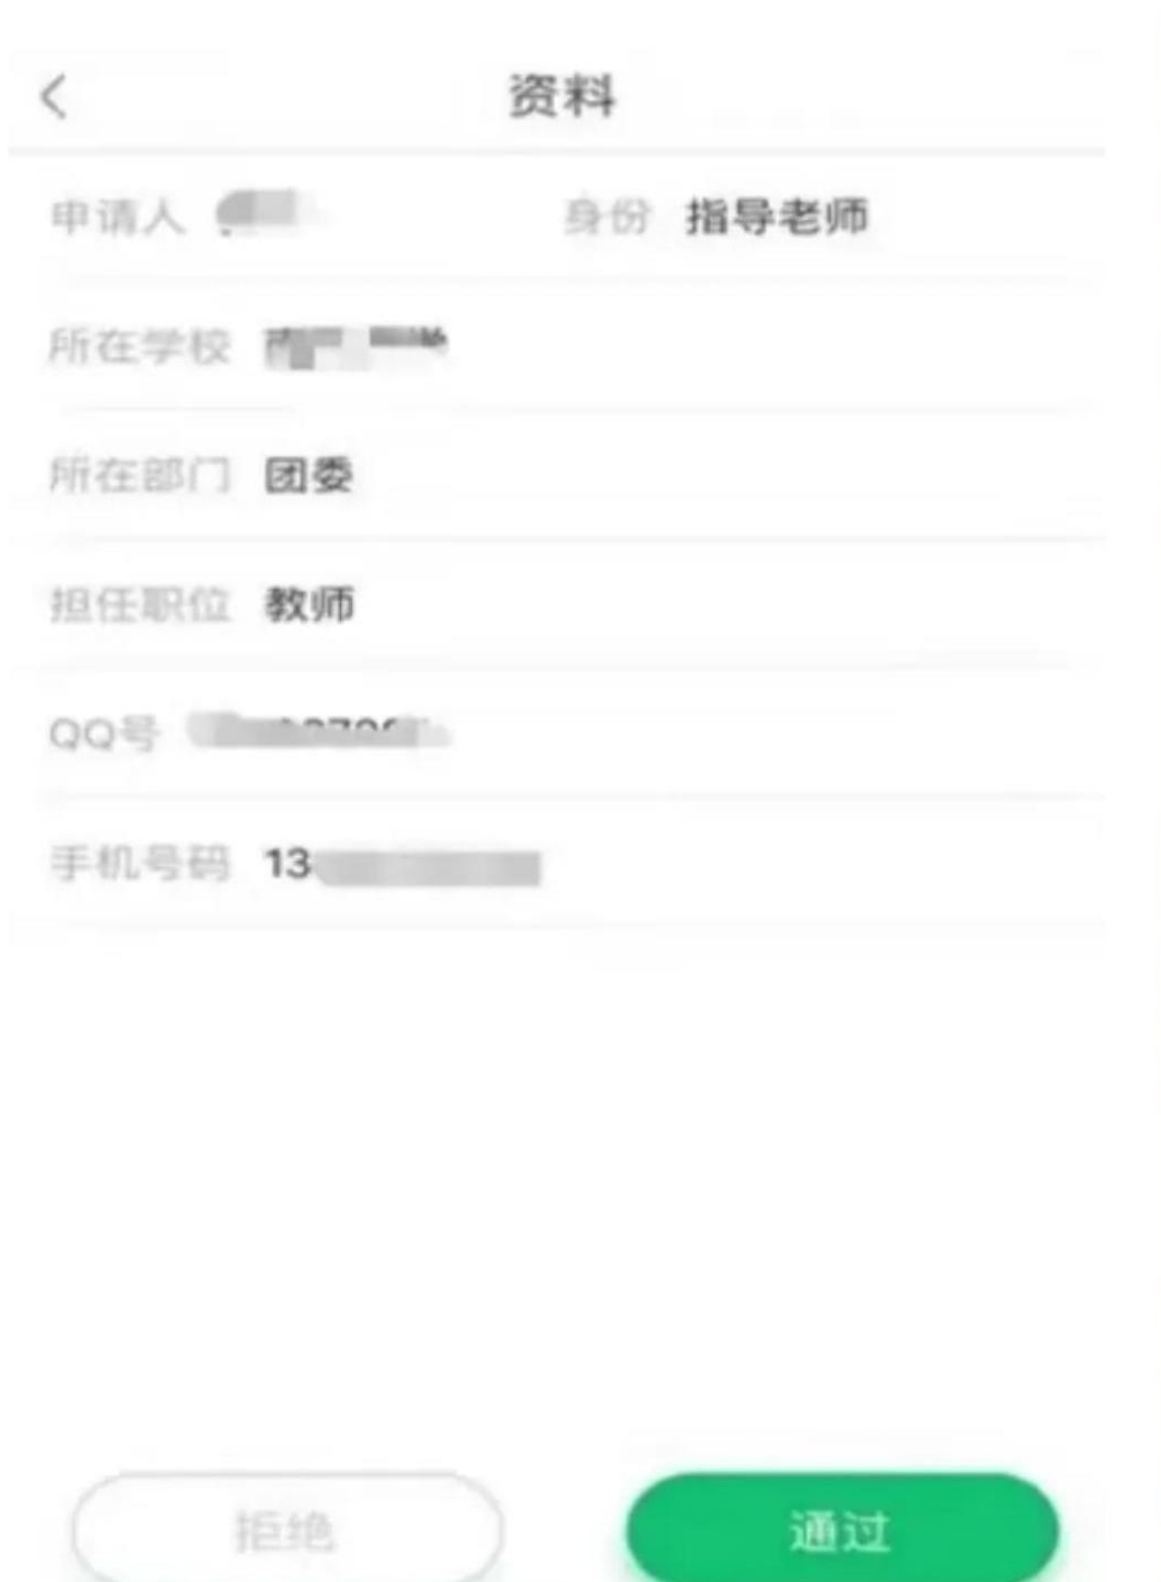 资料
申请人 身份 指导老师
所在学校
所在部门 团委
担任职位 教师
QQ号
手机号码 13
拒绝 通过